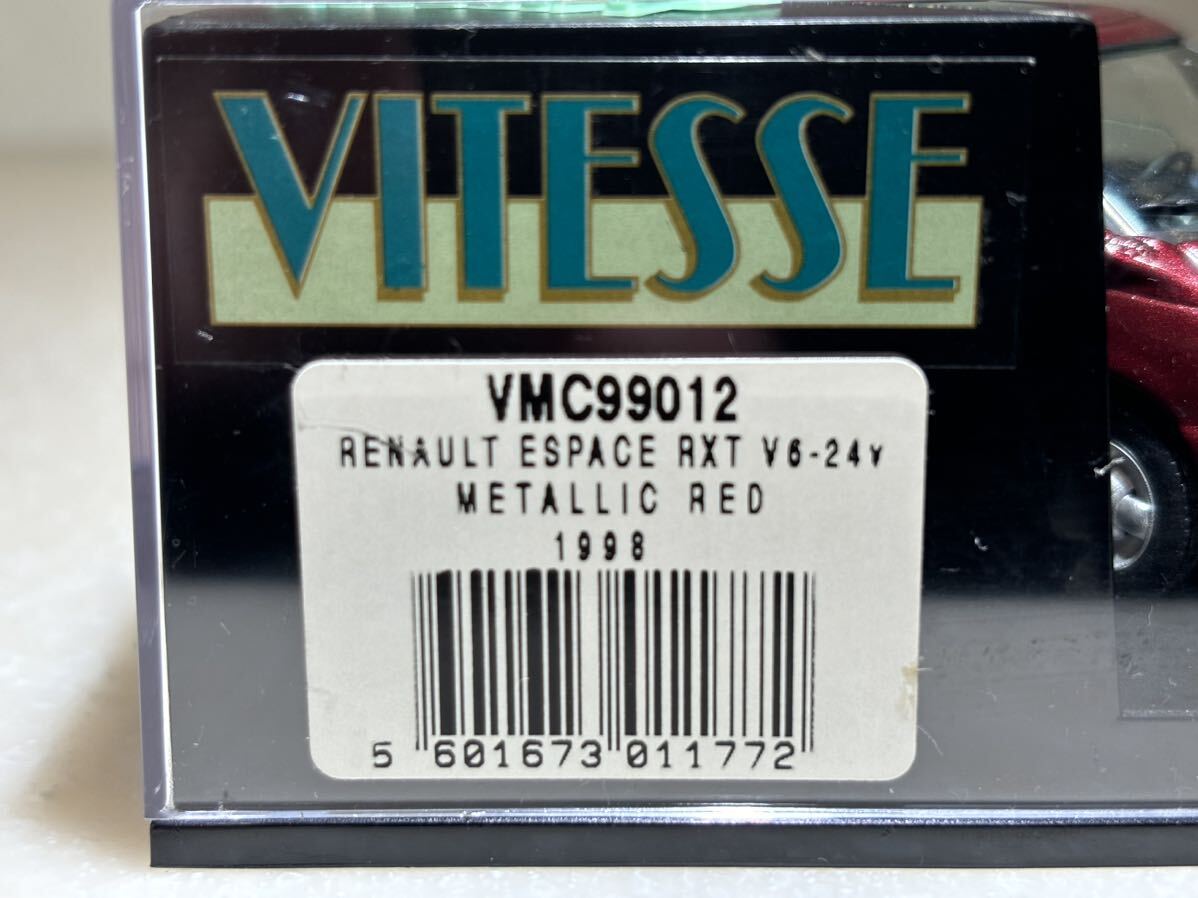 VITESSE
VMC99012
RENAULT ESPACE RXT V6-24v
METALLIC RED
1998
5 601673 011772